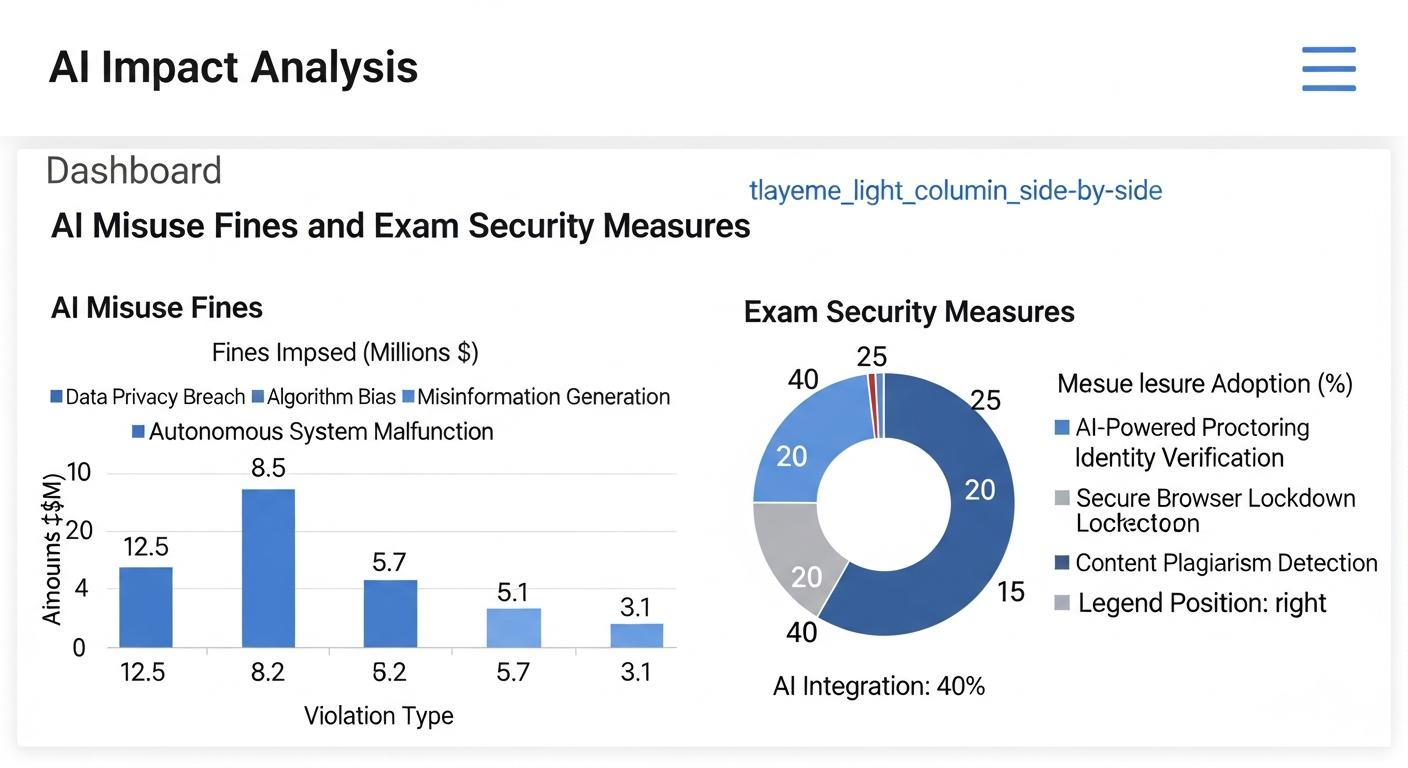 AI Impact Analysis
Dashboard
tlayeme_light_columin_side-by-side
AI Misuse Fines and Exam Security Measures
AI Misuse Fines
Fines Impsed (Millions $)
Data Privacy Breach Algorithm Bias Misinformation Generation
Autonomous System Malfunction
Amounts ($M)
10
20
4
0
12.5
8.5
5.7
5.1
3.1
12.5 8.2 6.2 5.7 3.1
Violation Type
Exam Security Measures
25
40
25
20
20
20
15
40
AI Integration: 40%
Mesue lesure Adoption (%)
AI-Powered Proctoring
Identity Verification
Secure Browser Lockdown
Lockectoon
Content Plagiarism Detection
Legend Position: right